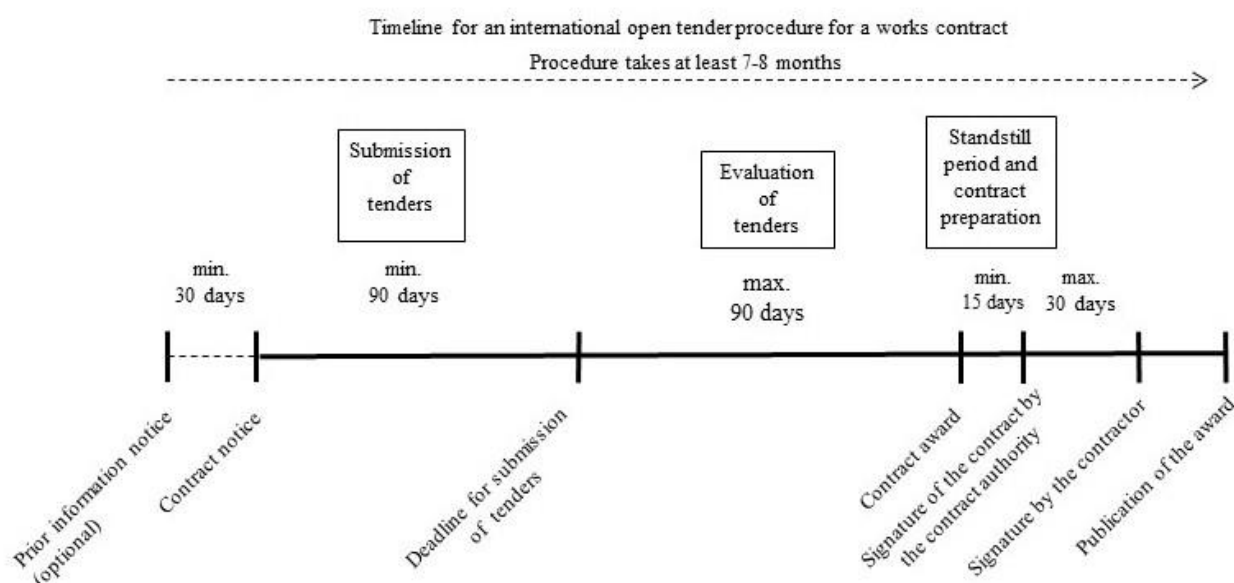 Timeline for an international open tender procedure for a works contract
Procedure takes at least 7-8 months
Submission
of
tenders
Evaluation
of
tenders
Standstill
period and
contract
preparation
min.
30 days
min.
90 days
max.
90 days
min.
15 days
max.
30 days
Prior information notice
(optional)
Contract notice
Deadline for submission
of tenders
Contract award
Signature of the contract by
the contract authority
Signature by the contractor
Publication of the award